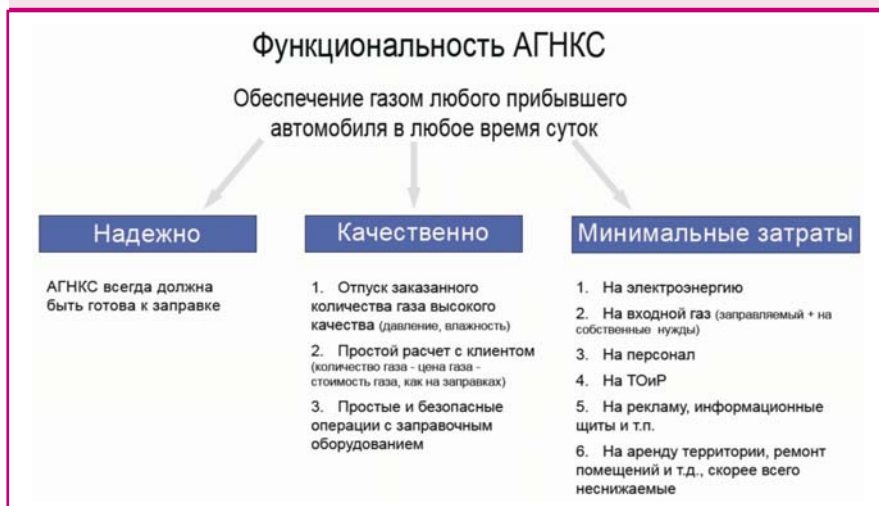 Функциональность АГНКС
Обеспечение газом любого прибывшего
автомобиля в любое время суток
Надежно
АГНКС всегда должна
быть готова к заправке
Качественно
1. Отпуск заказанного
количества газа высокого
качества (давление, влажность)
2. Простой расчет с клиентом
(количество газа - цена газа -
стоимость газа, как на заправках)
3. Простые и безопасные
операции с заправочным
оборудованием
Минимальные затраты
1. На электроэнергию
2. На входной газ (заправляемый + на
собственные нужды)
3. На персонал
4. На ТОиР
5. На рекламу, информационные
щиты и т.п.
6. На аренду территории, ремонт
помещений и т.д., скорее всего
неснижаемые